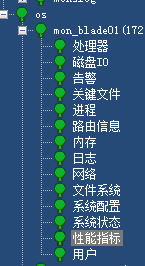 os
mon_blade01(172
处理器
磁盘IO
告警
关键文件
进程
路由信息
内存
日志
网络
文件系统
系统配置
系统状态
性能指标
用户